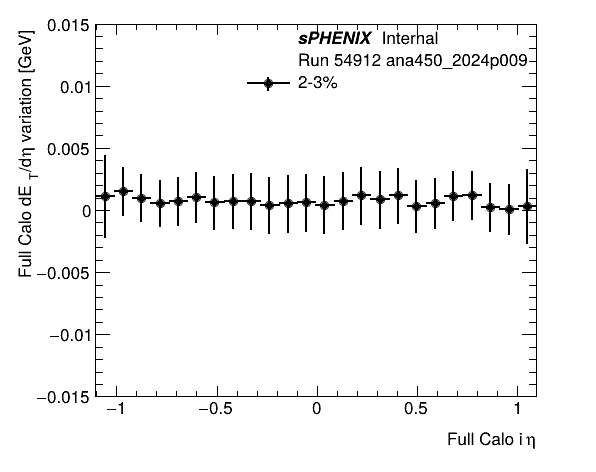 sPHENIX Internal
Run 54912 ana450_2024p009
2-3%
Full Calo dE_T/dη variation [GeV]
0.015
0.01
0.005
0
−0.005
−0.01
−0.015
−1 −0.5 0 0.5 1
Full Calo i η